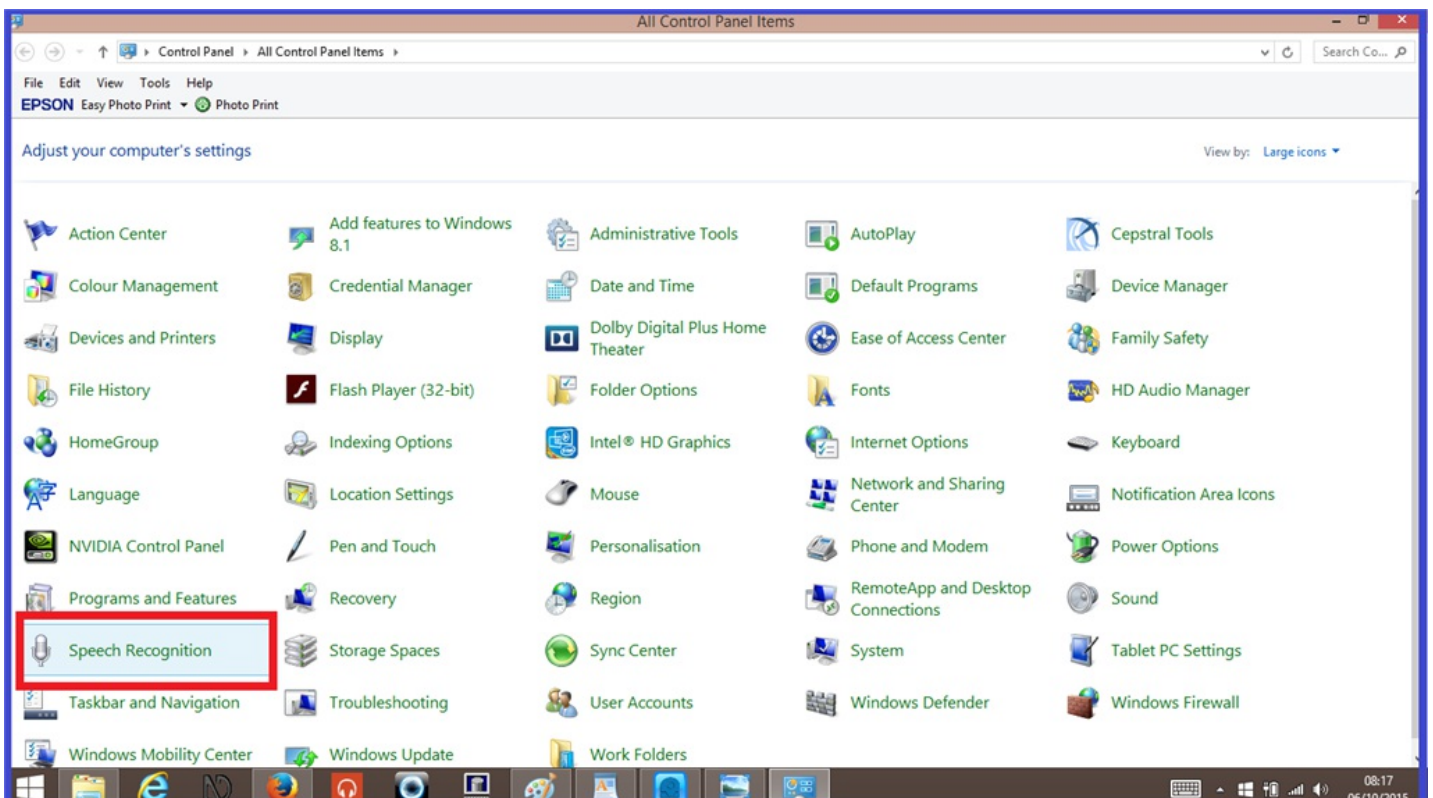 All Control Panel Items
Control Panel All Control Panel Items
Search Co...
File Edit View Tools Help
EPSON Easy Photo Print Photo Print
Adjust your computer's settings
View by: Large icons
Action Center
Add features to Windows
8.1
Administrative Tools
AutoPlay
Cepstral Tools
Colour Management
Credential Manager
Date and Time
Default Programs
Device Manager
Devices and Printers
Display
Dolby Digital Plus Home
Theater
Ease of Access Center
Family Safety
File History
Flash Player (32-bit)
Folder Options
Fonts
HD Audio Manager
HomeGroup
Indexing Options
Intel® HD Graphics
Internet Options
Keyboard
Language
Location Settings
Mouse
Network and Sharing
Center
Notification Area Icons
NVIDIA Control Panel
Pen and Touch
Personalisation
Phone and Modem
Power Options
Programs and Features
Recovery
Region
RemoteApp and Desktop
Connections
Sound
Speech Recognition
Storage Spaces
Sync Center
System
Tablet PC Settings
Taskbar and Navigation
Troubleshooting
User Accounts
Windows Defender
Windows Firewall
Windows Mobility Center
Windows Update
Work Folders
08:17
06/10/2015